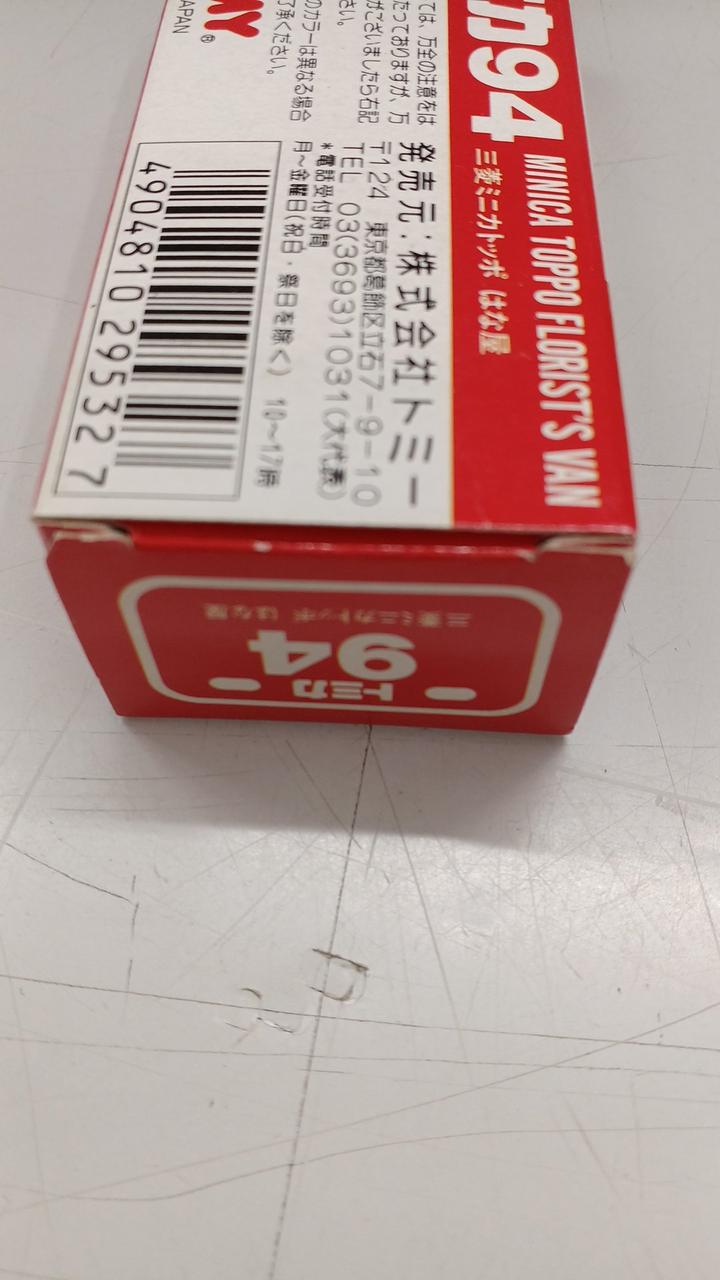 カ94
MINICA TOPPO FLORIST'S VAN
三菱ミニカトッポ はな屋
ては、万全の注意をは
たっておりますが、万
がございましたら右記
さい。
のカラーは異なる場合
了承ください。
MY®
JAPAN
発売元:株式会社トミー
〒124 東京都葛飾区立石7-9-10
TEL 03(3693)1031(大代表)
*電話受付時間
月〜金曜日(祝日・祭日を除く) 10〜17時
4904810 295327
トミカ
94
三菱ミニカトッポ はな屋